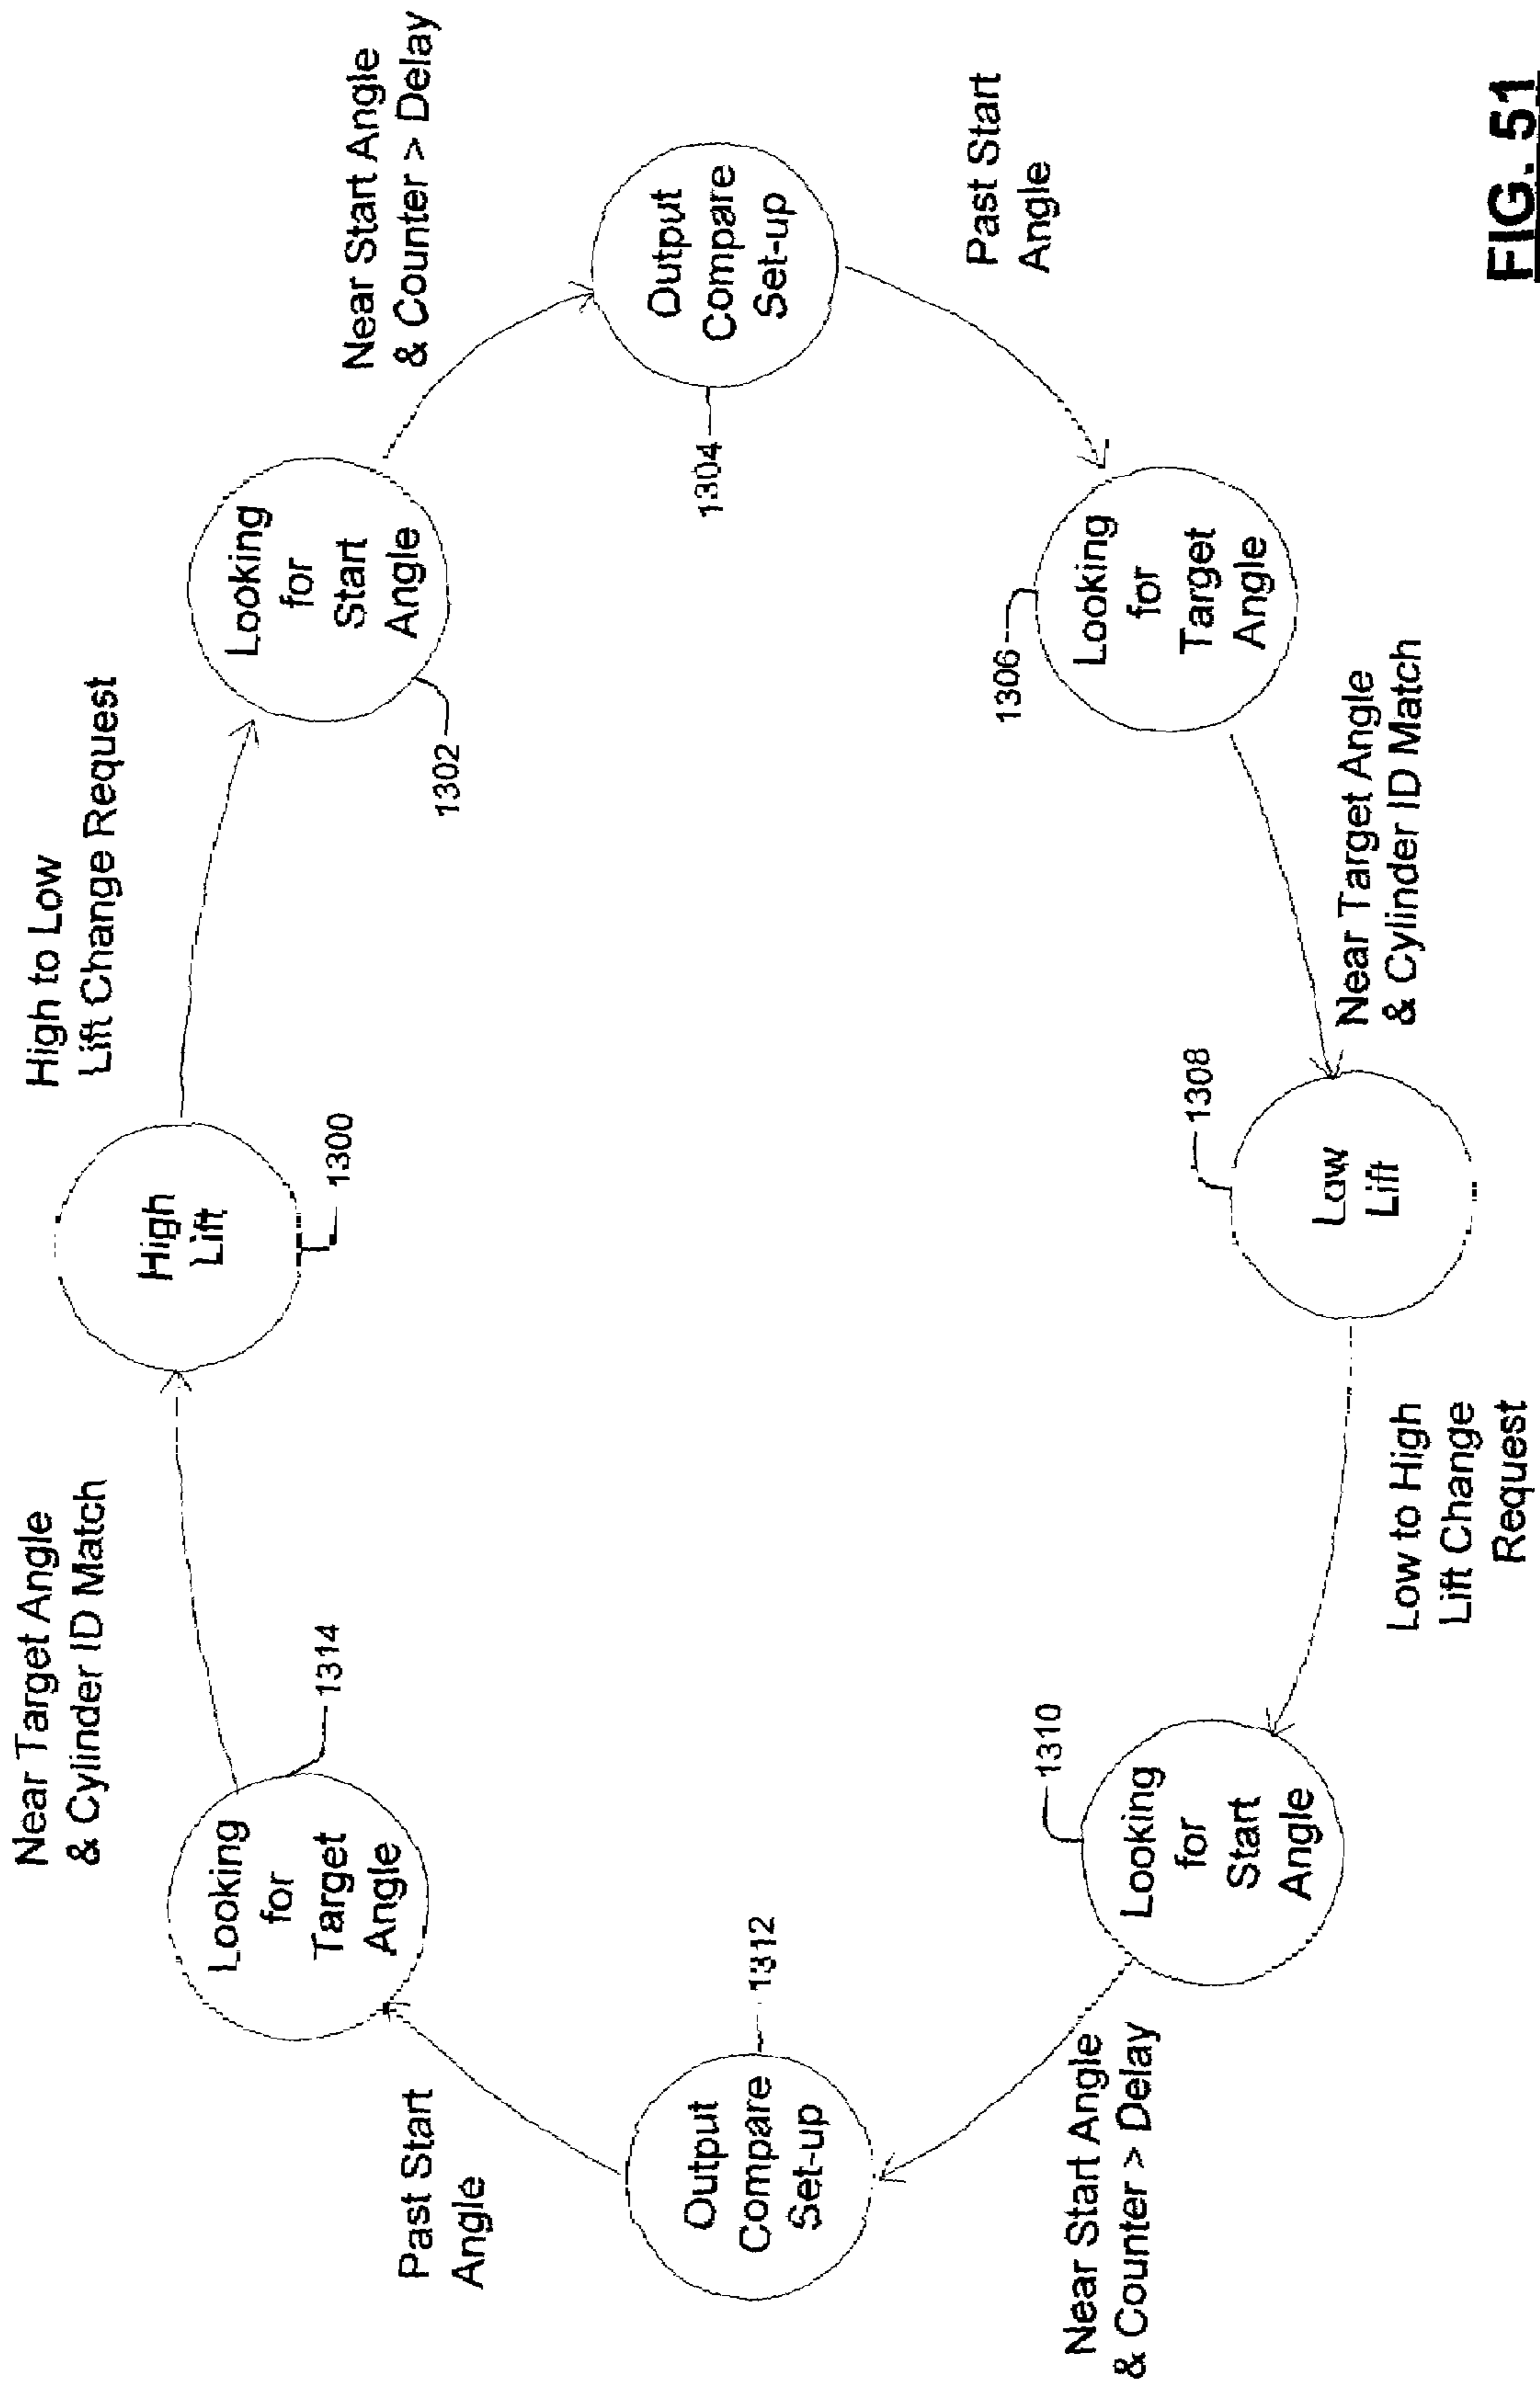 High to Low
Lift Change Request
Near Target Angle
& Cylinder ID Match
High
Lift
1300
Looking
for
Start
Angle
1302
Near Start Angle
& Counter > Delay
Output
Compare
Set-up
1304
Past Start
Angle
Looking
for
Target
Angle
1306
Near Target Angle
& Cylinder ID Match
Low
Lift
1308
Low to High
Lift Change
Request
Looking
for
Start
Angle
1310
Near Start Angle
& Counter > Delay
Output
Compare
Set-up
1312
Past Start
Angle
Looking
for
Target
Angle
1314
FIG. 51